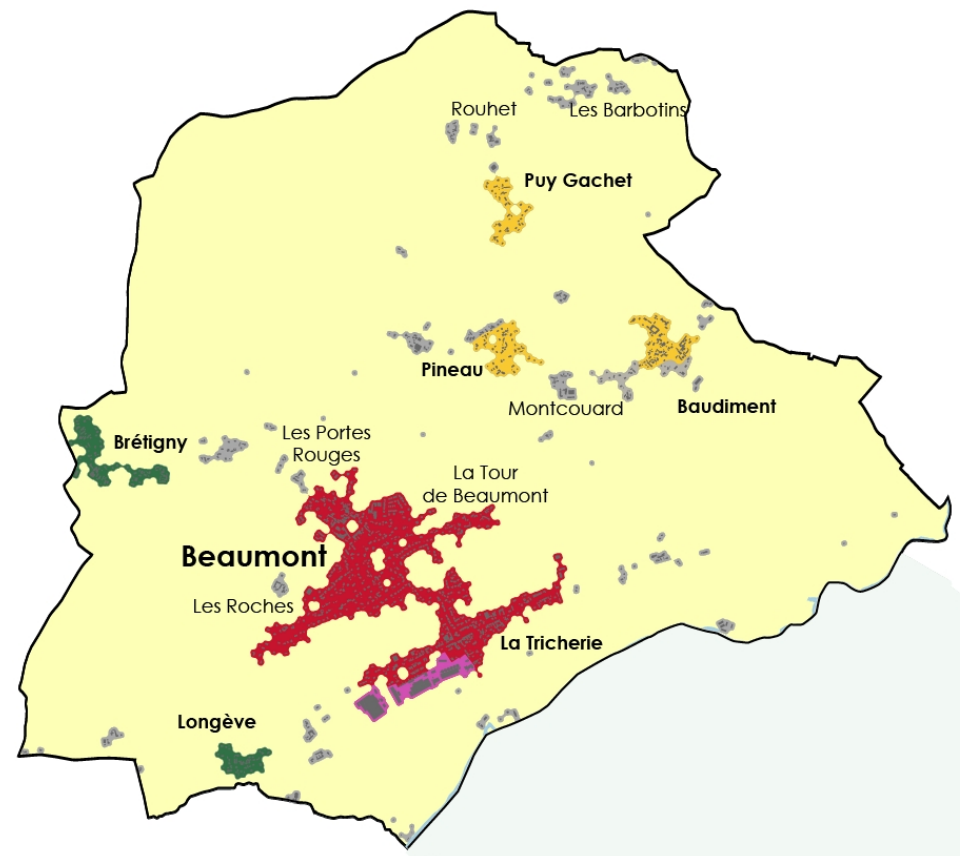 Rouhet
Les Barbotins
Puy Gachet
Pineau
Montcouard
Baudiment
Brétigny
Les Portes
Rouges
La Tour
de Beaumont
Beaumont
Les Roches
La Tricherie
Longève